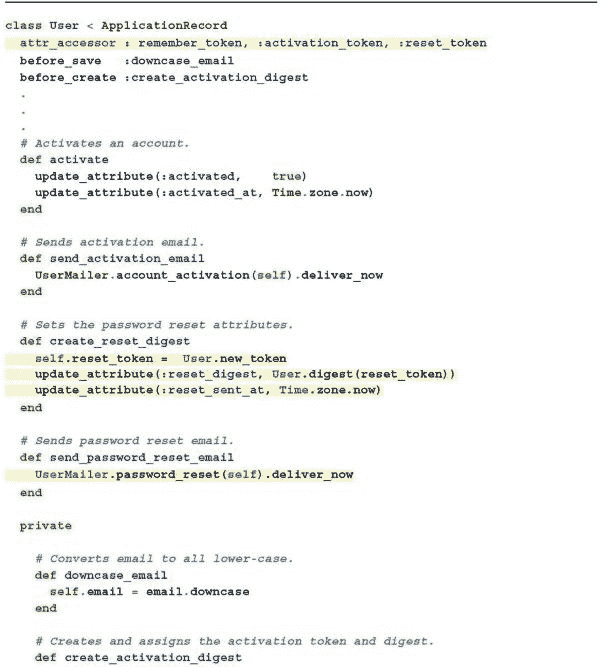 class User < ApplicationRecord
  attr_accessor : remember_token, :activation_token, :reset_token
  before_save   :downcase_email
  before_create :create_activation_digest
  .
  .
  .
  # Activates an account.
  def activate
    update_attribute(:activated,    true)
    update_attribute(:activated_at, Time.zone.now)
  end

  # Sends activation email.
  def send_activation_email
    UserMailer.account_activation(self).deliver_now
  end

  # Sets the password reset attributes.
  def create_reset_digest
    self.reset_token =  User.new_token
    update_attribute(:reset_digest, User.digest(reset_token))
    update_attribute(:reset_sent_at, Time.zone.now)
  end

  # Sends password reset email.
  def send_password_reset_email
    UserMailer.password_reset(self).deliver_now
  end

  private

    # Converts email to all lower-case.
    def downcase_email
      self.email = email.downcase
    end

    # Creates and assigns the activation token and digest.
    def create_activation_digest